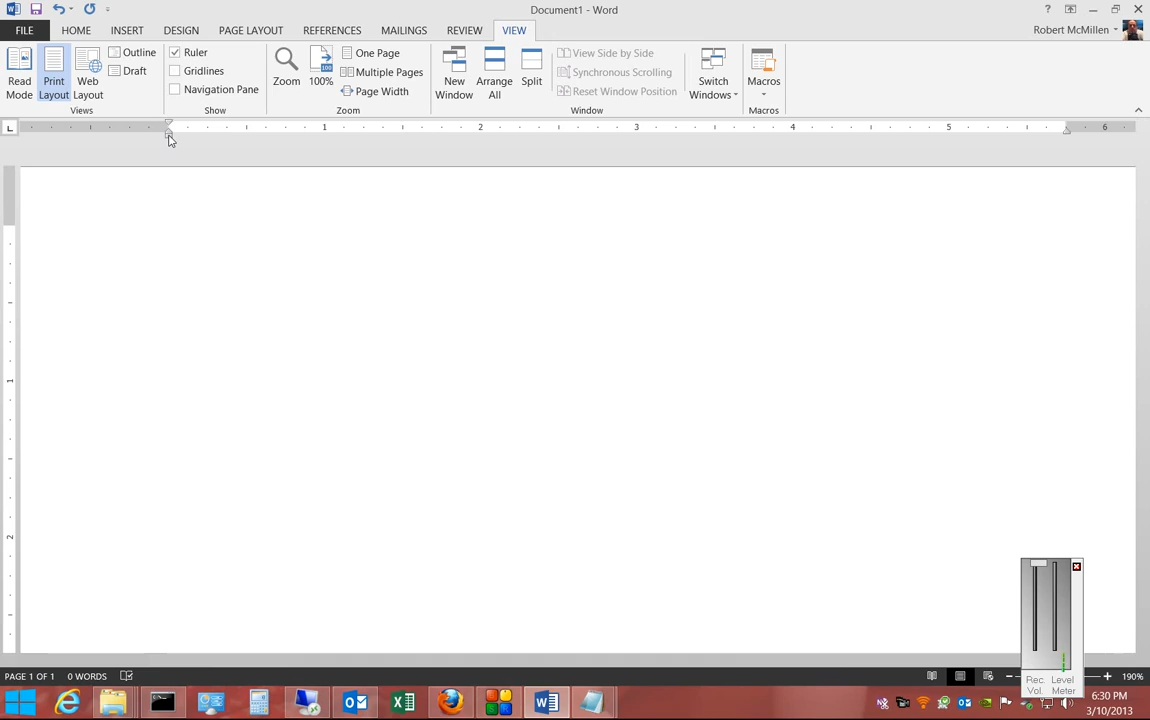 Document1 - Word
?
FILE HOME INSERT DESIGN PAGE LAYOUT REFERENCES MAILINGS REVIEW VIEW Robert McMillen
Read Mode
Print Layout
Web Layout
Outline
Draft
Views
Ruler
Gridlines
Navigation Pane
Show
Zoom
100
100%
One Page
Multiple Pages
Page Width
Zoom
New Window
Arrange All
Split
View Side by Side
Synchronous Scrolling
Reset Window Position
Switch Windows
Window
Macros
Macros
1 2 3 4 5 6
1
2
Rec. Vol.
Level Meter
PAGE 1 OF 1 0 WORDS 190%
6:30 PM
3/10/2013